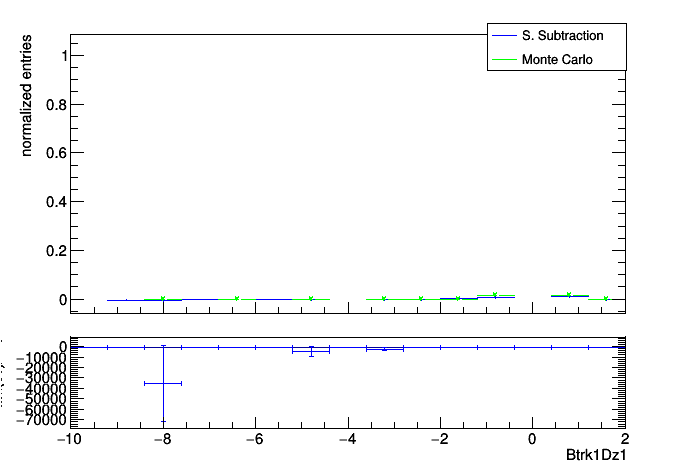 S. Subtraction
Monte Carlo
normalized entries
1
0.8
0.6
0.4
0.2
0
0
−10000
−20000
−30000
−40000
−50000
−60000
−70000
−10 −8 −6 −4 −2 0 2
Btrk1Dz1